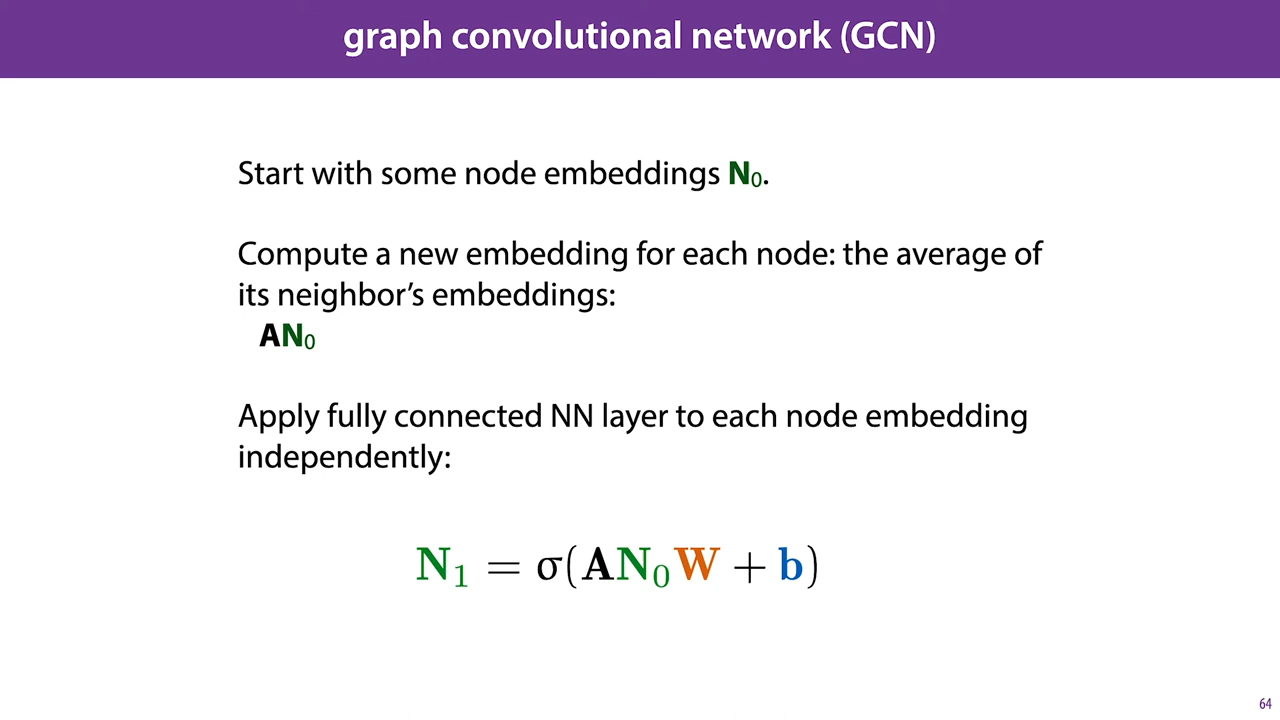 graph convolutional network (GCN)
Start with some node embeddings N₀.
Compute a new embedding for each node: the average of
its neighbor’s embeddings:
AN₀
Apply fully connected NN layer to each node embedding
independently:
N₁ = σ(AN₀W + b)
64